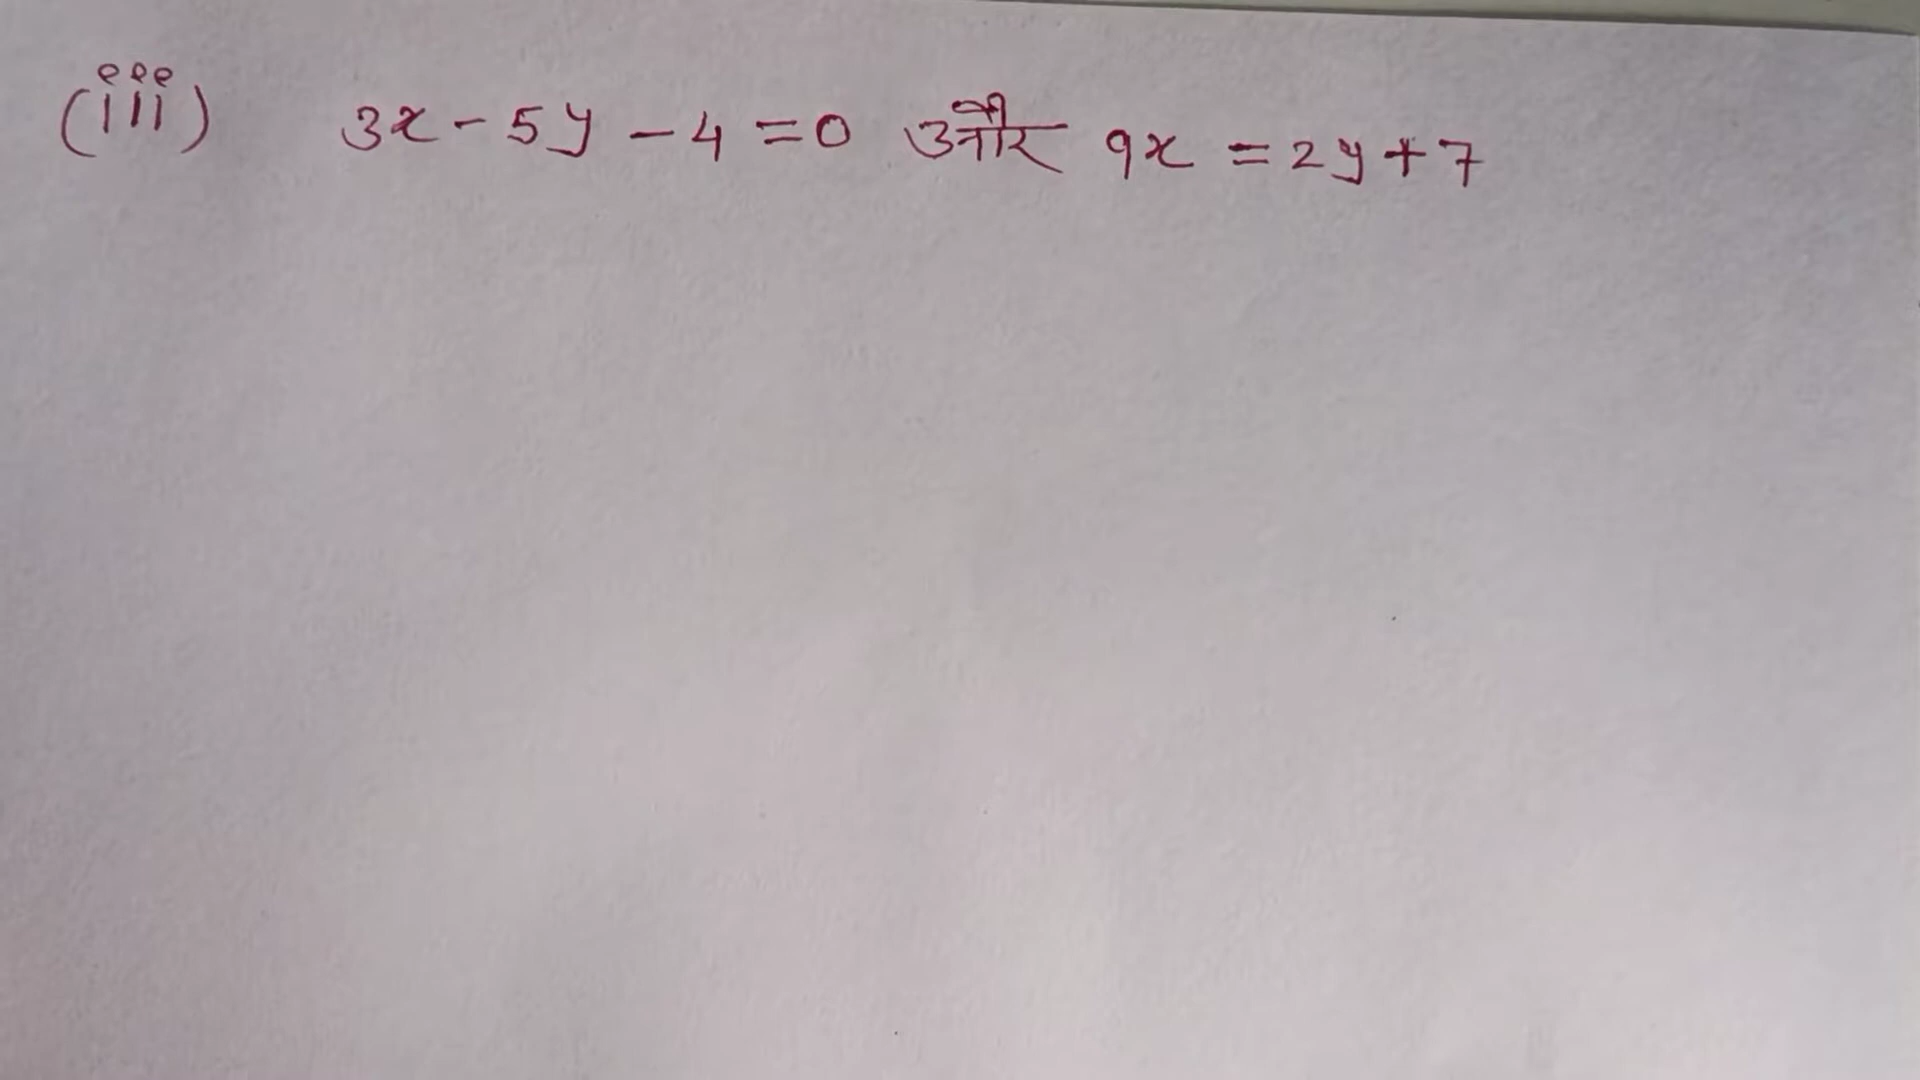 (iii) 3x - 5y - 4 = 0 और 9x = 2y + 7